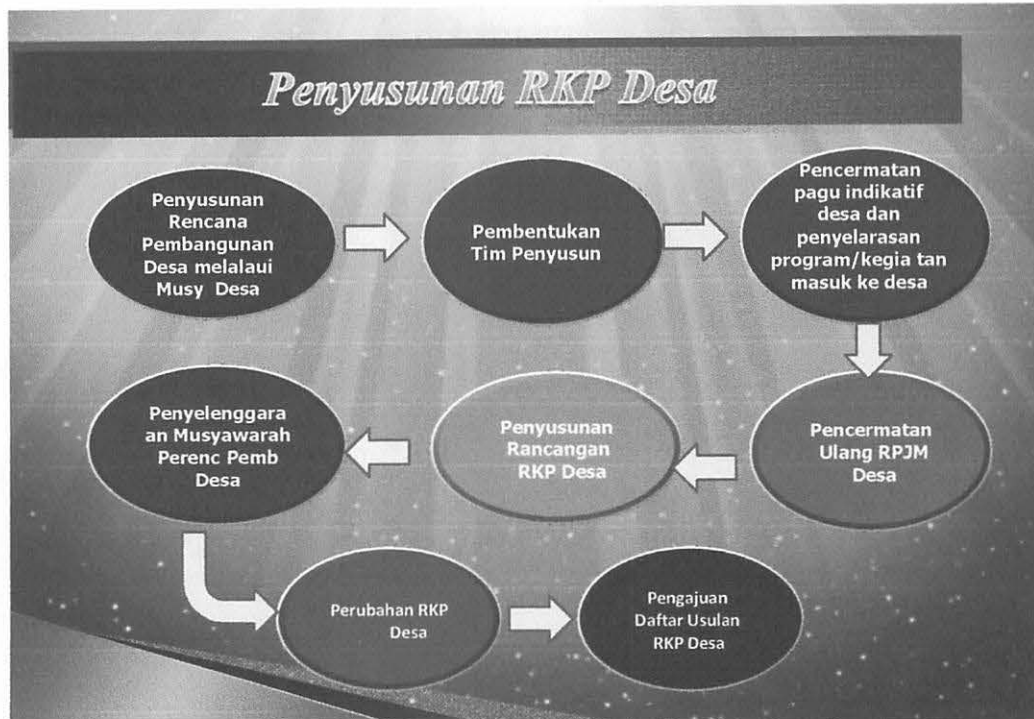 Penyusunan RKP Desa
Penyusunan
Rencana
Pembangunan
Desa melalaui
Musy Desa
Pembentukan
Tim Penyusun
Pencermatan
pagu indikatif
desa dan
penyelarasan
program/kegia tan
masuk ke desa
Pencermatan
Ulang RPJM
Desa
Penyusunan
Rancangan
RKP Desa
Penyelenggara
an Musyawarah
Perenc Pemb
Desa
Perubahan RKP
Desa
Pengajuan
Daftar Usulan
RKP Desa